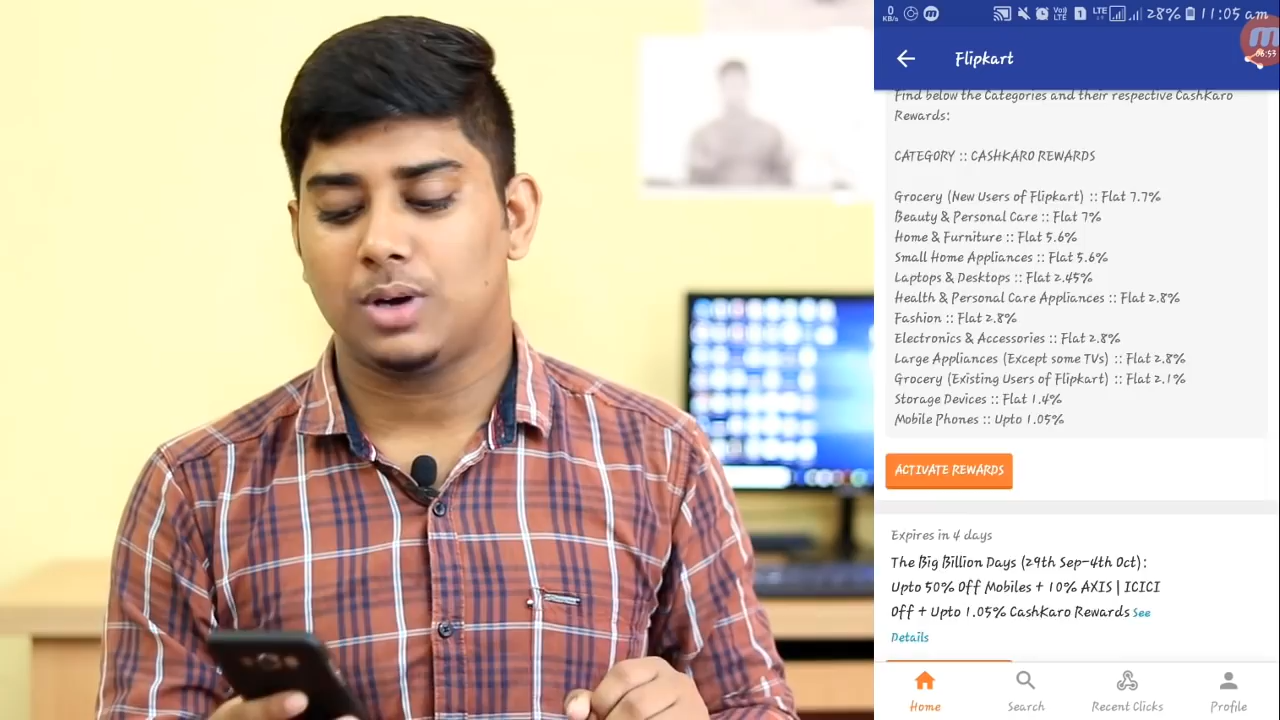 0 KB/s
VoLTE 1 LTE 28% 11:05 am
Flipkart
06:53
Find below the Categories and their respective CashKaro
Rewards:
CATEGORY :: CASHKARO REWARDS
Grocery (New Users of Flipkart) :: Flat 7.7%
Beauty & Personal Care :: Flat 7%
Home & Furniture :: Flat 5.6%
Small Home Appliances :: Flat 5.6%
Laptops & Desktops :: Flat 2.45%
Health & Personal Care Appliances :: Flat 2.8%
Fashion :: Flat 2.8%
Electronics & Accessories :: Flat 2.8%
Large Appliances (Except some TVs) :: Flat 2.8%
Grocery (Existing Users of Flipkart) :: Flat 2.1%
Storage Devices :: Flat 1.4%
Mobile Phones :: Upto 1.05%
ACTIVATE REWARDS
Expires in 4 days
The Big Billion Days (29th Sep-4th Oct):
Upto 50% Off Mobiles + 10% AXIS | ICICI
Off + Upto 1.05% CashKaro Rewards See
Details
Home Search Recent Clicks Profile